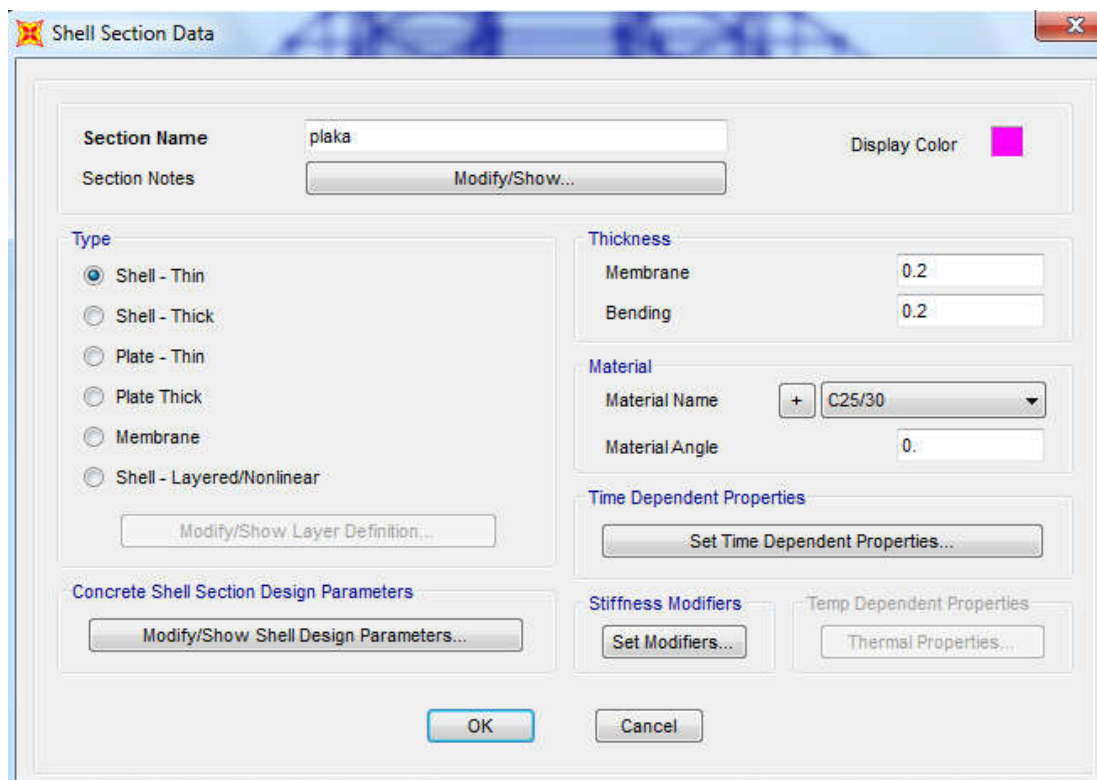 Shell Section Data
Section Name
plaka
Display Color
Section Notes
Modify/Show...
Type
Shell - Thin
Shell - Thick
Plate - Thin
Plate Thick
Membrane
Shell - Layered/Nonlinear
Modify/Show Layer Definition...
Thickness
Membrane
0.2
Bending
0.2
Material
Material Name
+
C25/30
Material Angle
0.
Time Dependent Properties
Set Time Dependent Properties...
Concrete Shell Section Design Parameters
Modify/Show Shell Design Parameters...
Stiffness Modifiers
Set Modifiers...
Temp Dependent Properties
Thermal Properties...
OK
Cancel